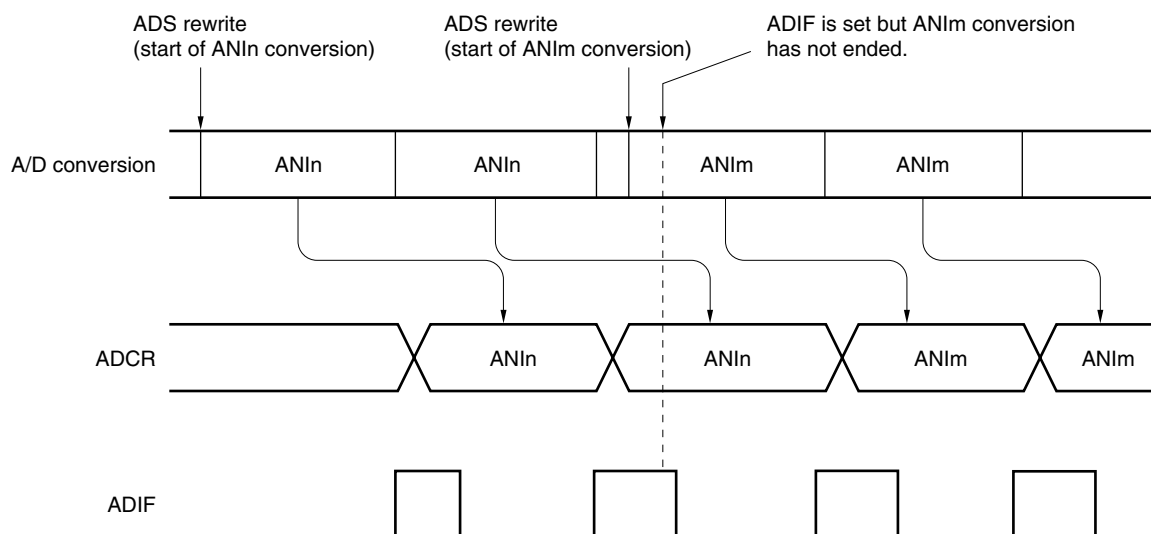 ADS rewrite
(start of ANIn conversion)
ADS rewrite
(start of ANIm conversion)
ADIF is set but ANIm conversion
has not ended.
A/D conversion
ANIn
ANIn
ANIm
ANIm
ADCR
ANIn
ANIn
ANIm
ANIm
ADIF